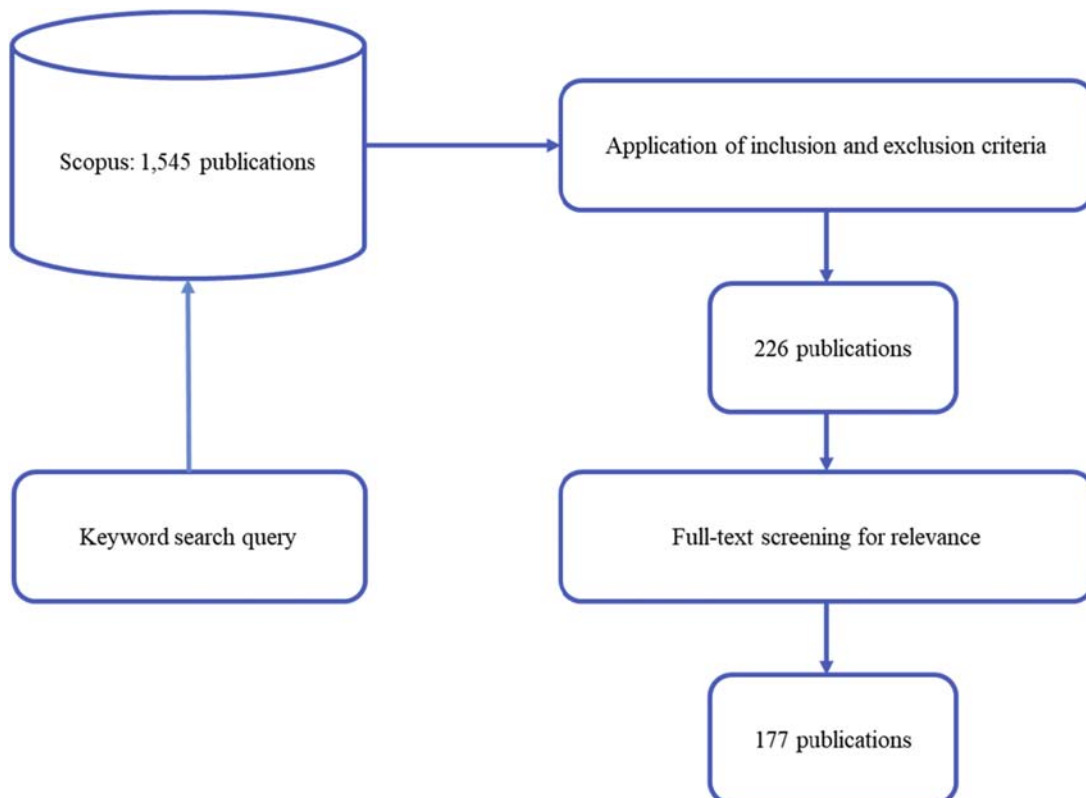 Scopus: 1,545 publications
Application of inclusion and exclusion criteria
226 publications
Keyword search query
Full-text screening for relevance
177 publications